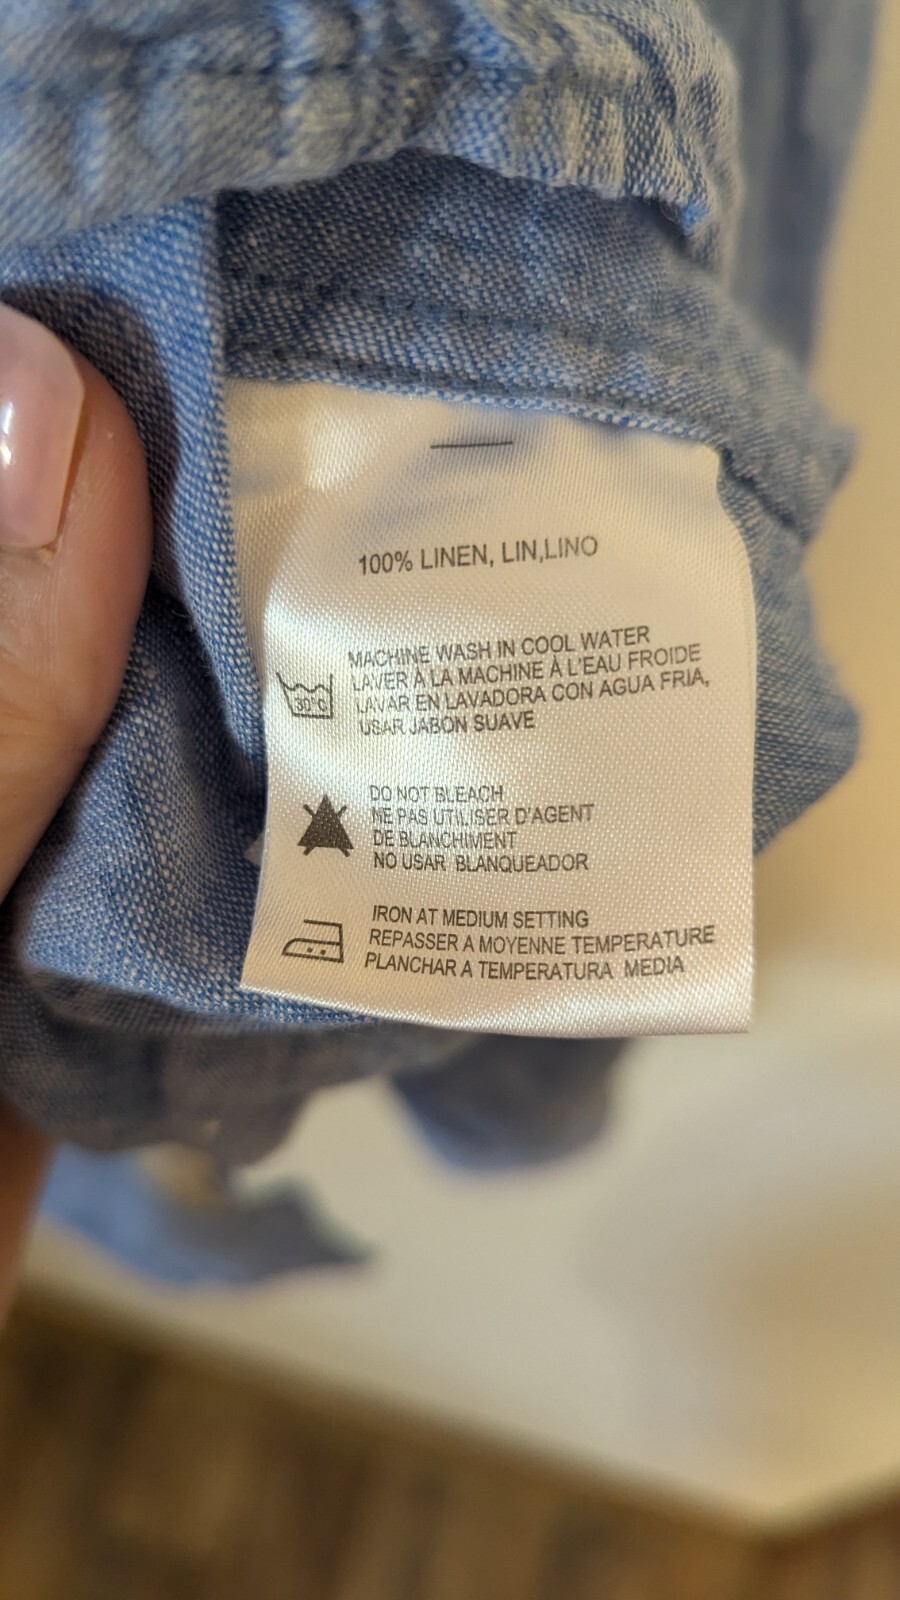 100% LINEN, LIN,LINO
MACHINE WASH IN COOL WATER
LAVER À LA MACHINE À L'EAU FROIDE
LAVAR EN LAVADORA CON AGUA FRIA,
USAR JABON SUAVE
30°C
DO NOT BLEACH
NE PAS UTILISER D'AGENT
DE BLANCHIMENT
NO USAR BLANQUEADOR
IRON AT MEDIUM SETTING
REPASSER A MOYENNE TEMPERATURE
PLANCHAR A TEMPERATURA MEDIA